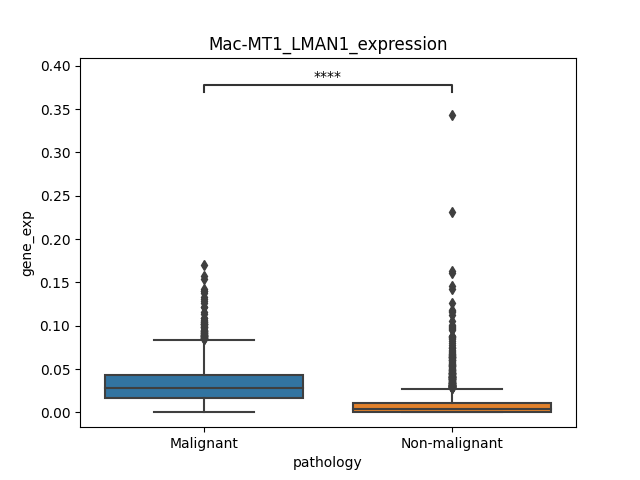 Mac-MT1_LMAN1_expression
****
0.40
0.35
0.30
0.25
0.20
0.15
0.10
0.05
0.00
gene_exp
Malignant
Non-malignant
pathology